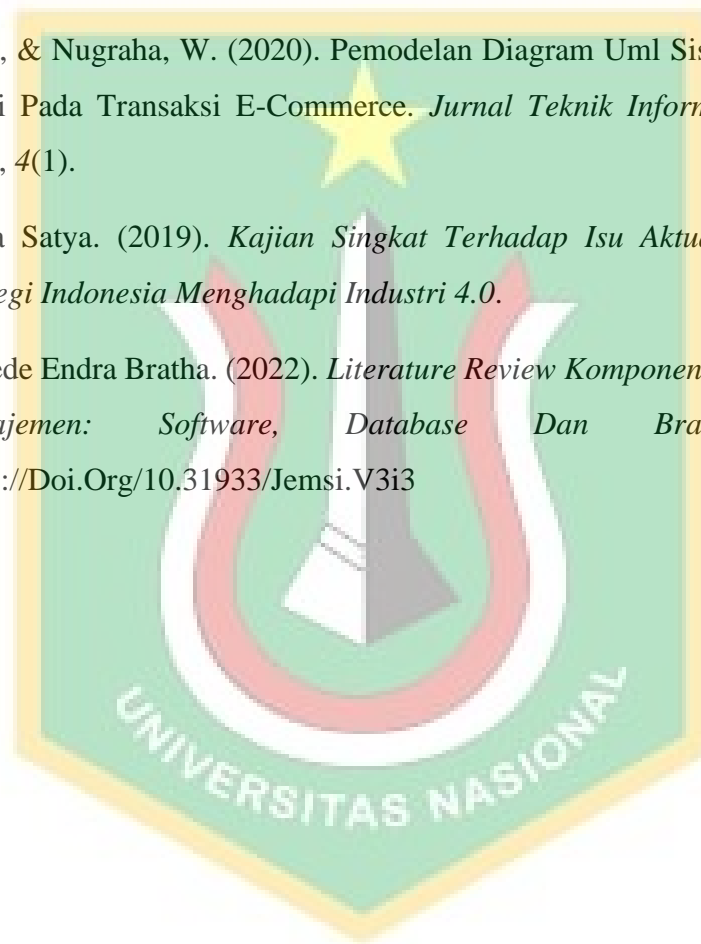 , & Nugraha, W. (2020). Pemodelan Diagram Uml Sis
i Pada Transaksi E-Commerce. Jurnal Teknik Inform
, 4(1).
a Satya. (2019). Kajian Singkat Terhadap Isu Aktua
egi Indonesia Menghadapi Industri 4.0.
ede Endra Bratha. (2022). Literature Review Komponen
ajemen: Software, Database Dan Bra
://Doi.Org/10.31933/Jemsi.V3i3
UNIVERSITAS NASIONAL